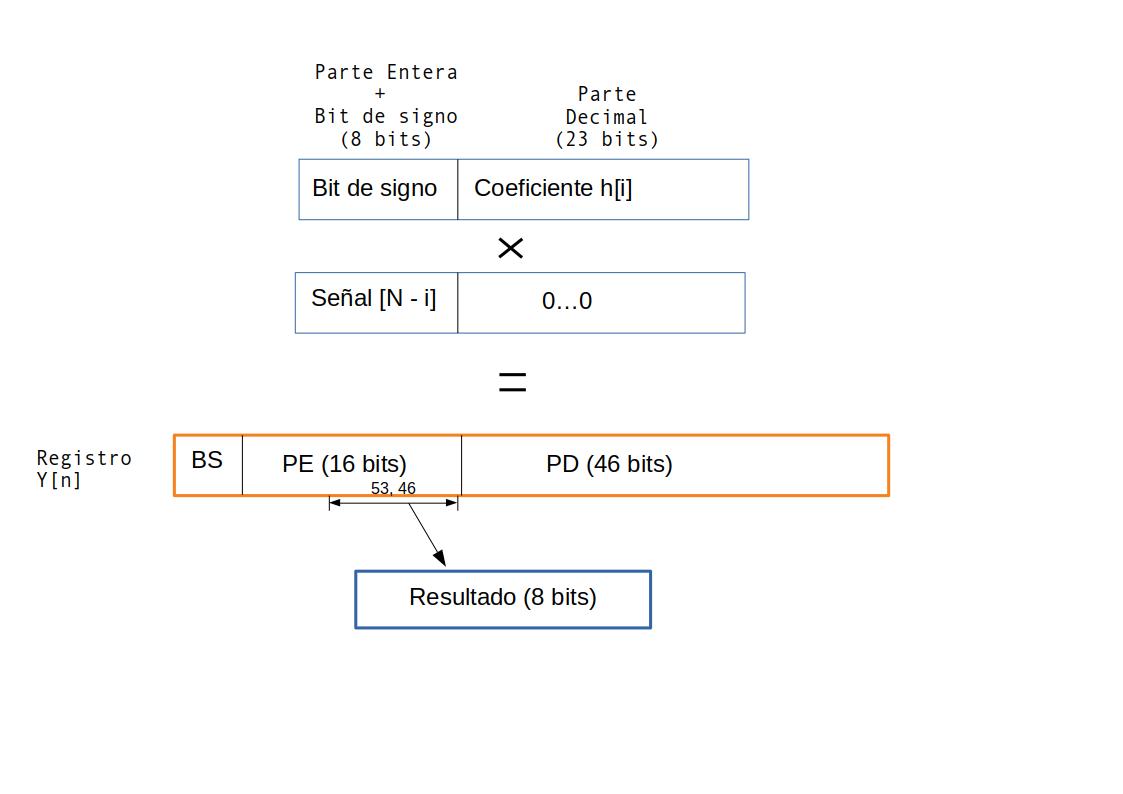 Parte Entera
+
Bit de signo
(8 bits)
Parte
Decimal
(23 bits)
Bit de signo
Coeficiente h[i]
×
Señal [N - i]
0…0
=
Registro
Y[n]
BS
PE (16 bits)
PD (46 bits)
53, 46
Resultado (8 bits)